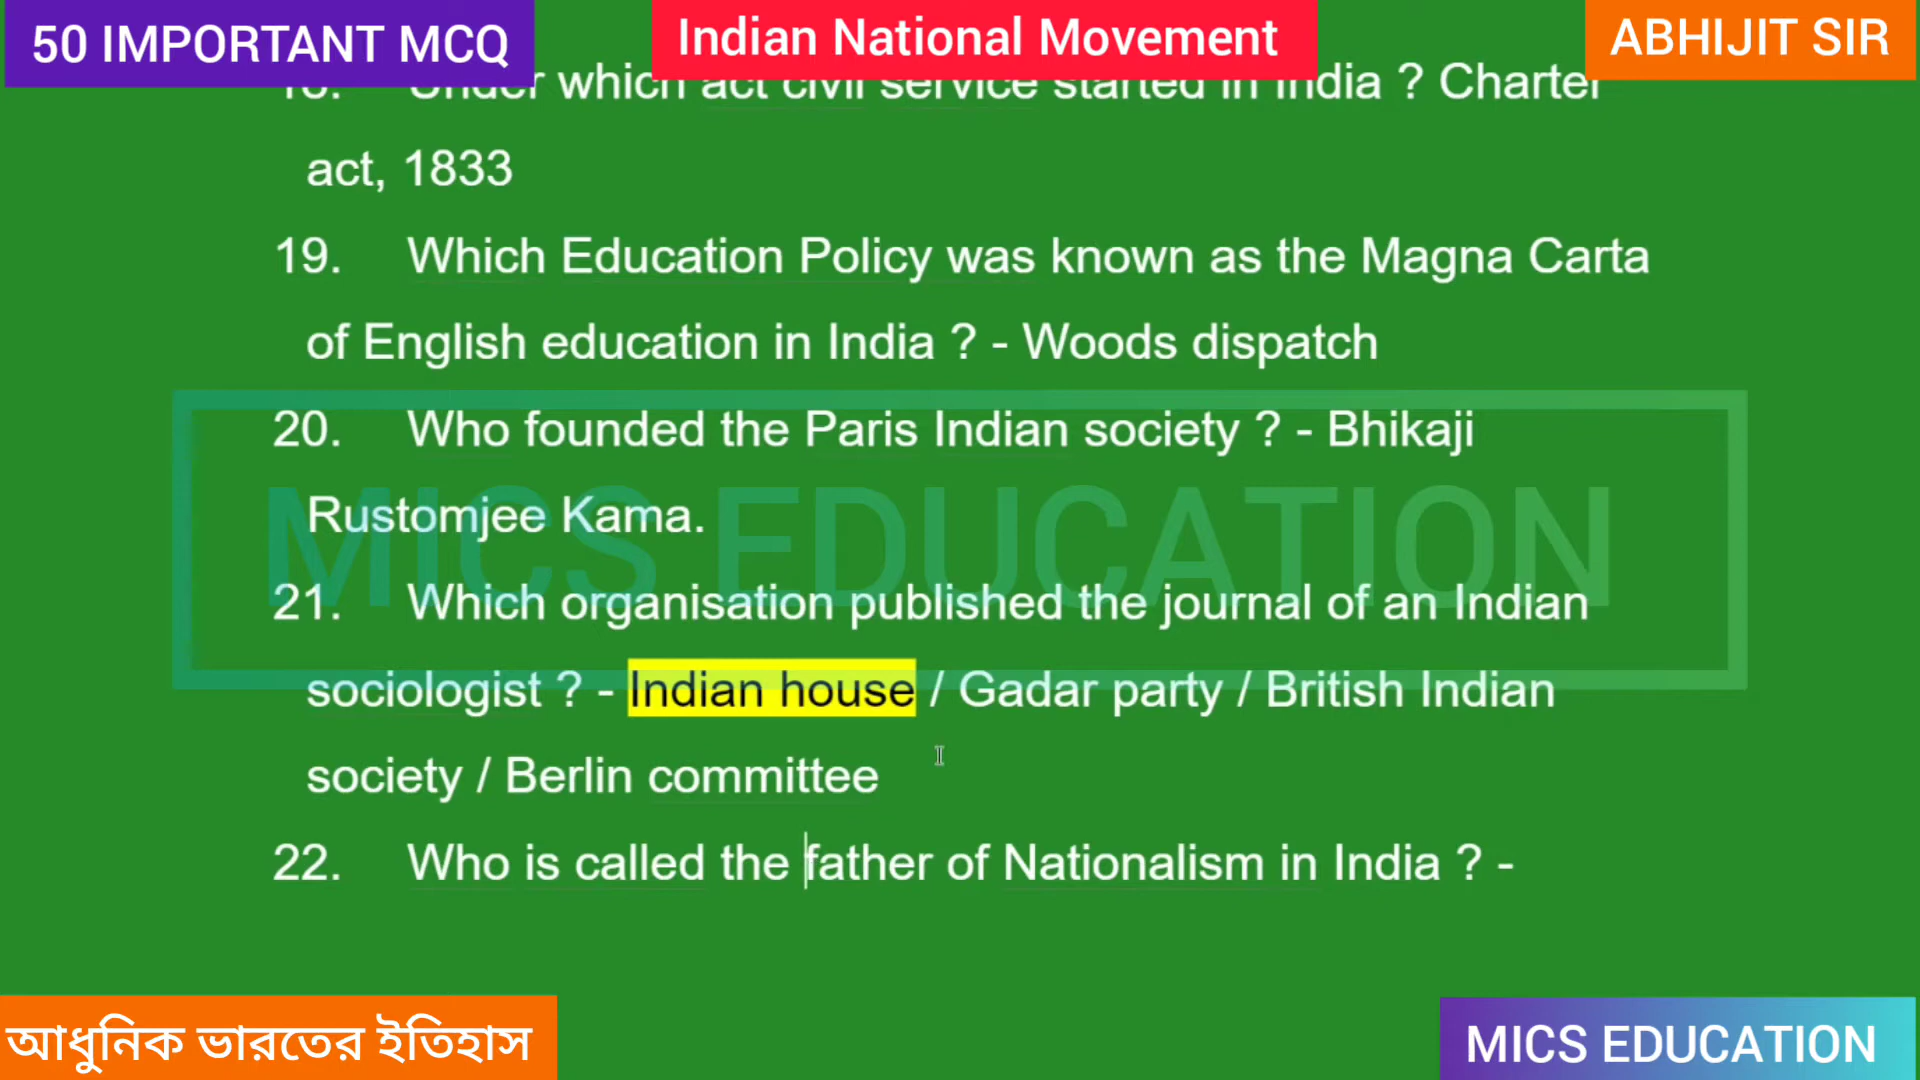 50 IMPORTANT MCQ
Indian National Movement
ABHIJIT SIR
18. Under which act civil service started in India ? Charter
act, 1833
19. Which Education Policy was known as the Magna Carta
of English education in India ? - Woods dispatch
20. Who founded the Paris Indian society ? - Bhikaji
Rustomjee Kama.
MICS EDUCATION
21. Which organisation published the journal of an Indian
sociologist ? - Indian house / Gadar party / British Indian
society / Berlin committee
22. Who is called the father of Nationalism in India ? -
আধুনিক ভারতের ইতিহাস
MICS EDUCATION